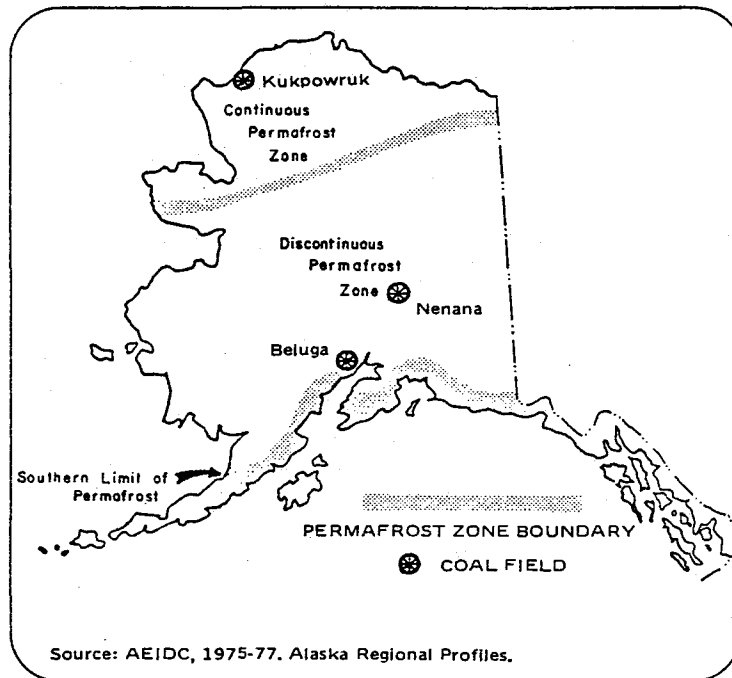 Kukpowruk
Continuous
Permafrost
Zone
Discontinuous
Permafrost
Zone
Nenana
Beluga
Southern Limit of
Permafrost
PERMAFROST ZONE BOUNDARY
COAL FIELD
Source: AEIDC, 1975-77. Alaska Regional Profiles.